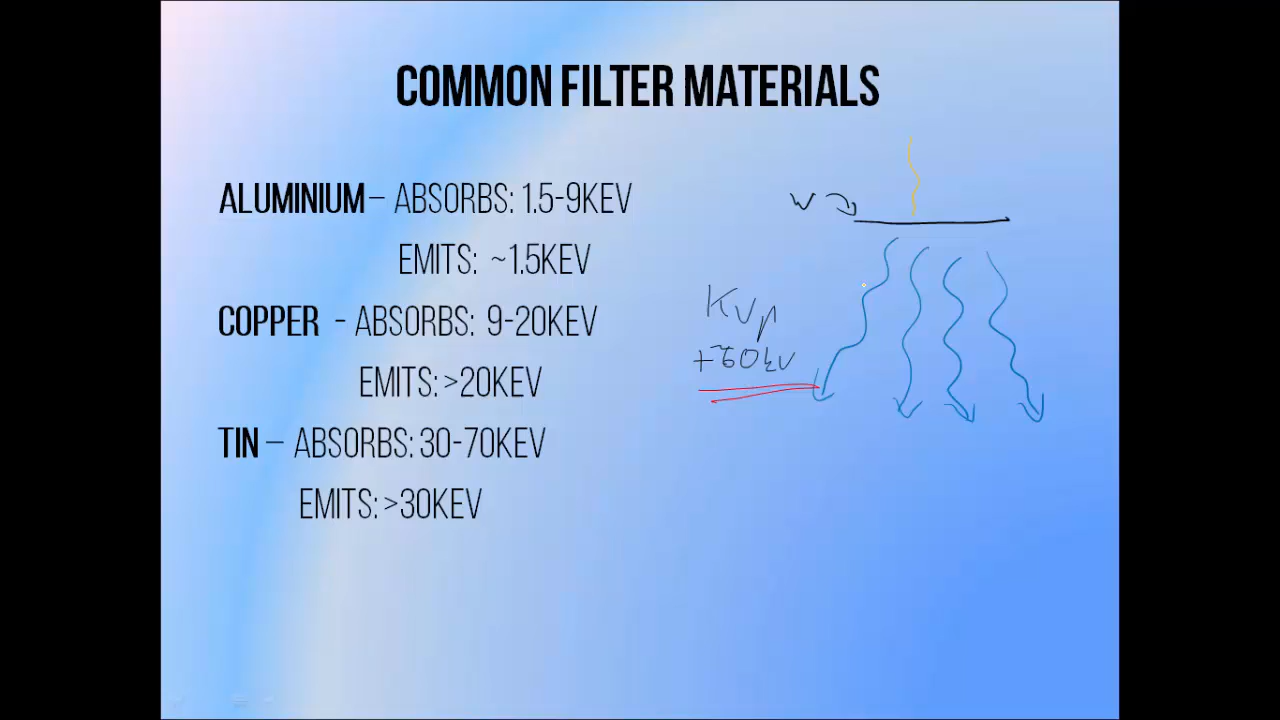 COMMON FILTER MATERIALS
ALUMINIUM – ABSORBS: 1.5-9KEV
EMITS: ~1.5KEV
COPPER - ABSORBS: 9-20KEV
EMITS: >20KEV
TIN – ABSORBS: 30-70KEV
EMITS: >30KEV
W
KVp